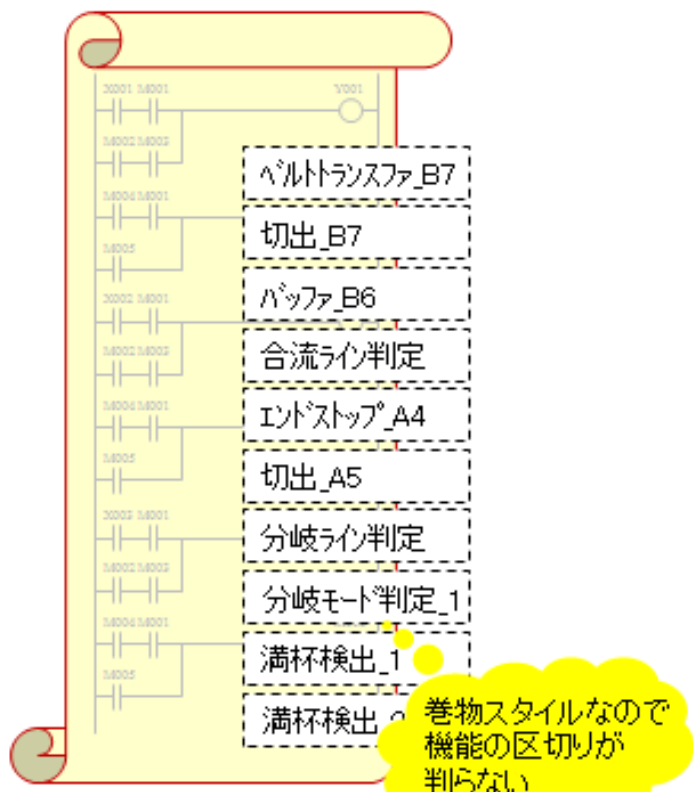 X001 M001 Y001
M002 M003
ﾍﾞﾙﾄﾄﾗﾝｽﾌｧ_B7
M004 M001
切出_B7
M005
X002 M001
ﾊﾞｯﾌｧ_B6
M002 M003
合流ﾗｲﾝ判定
M004 M001
ｴﾝﾄﾞｽﾄｯﾌﾟ_A4
M005
切出_A5
X003 M001
分岐ﾗｲﾝ判定
M002 M003
分岐ﾓｰﾄﾞ判定_1
M004 M001
満杯検出_1
M005
満杯検出
巻物スタイルなので
機能の区切りが
判らない